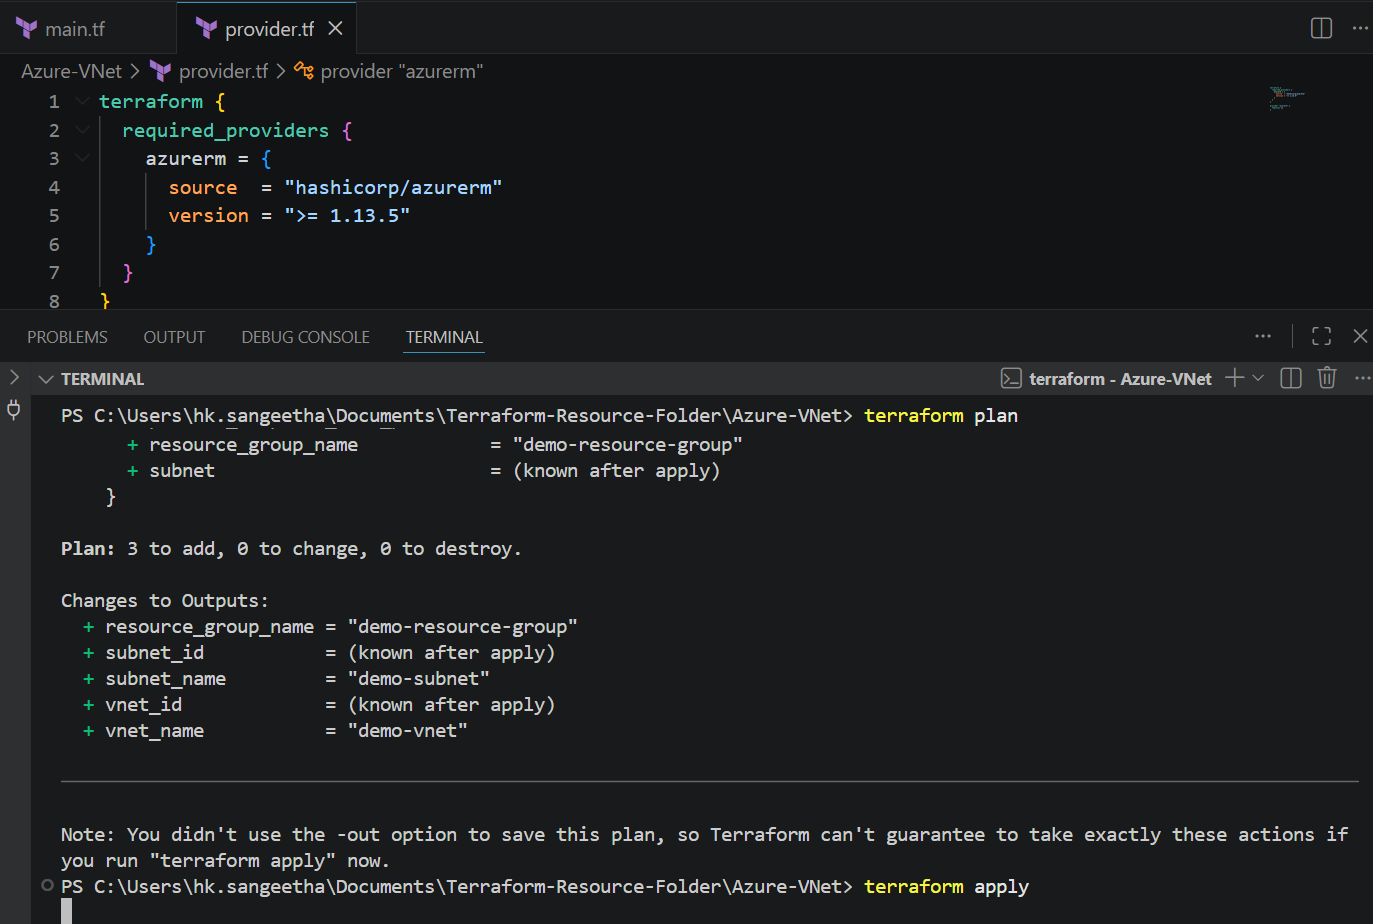 main.tf
provider.tf
Azure-VNet > provider.tf > provider "azurerm"
1 terraform {
2 required_providers {
3 azurerm = {
4 source = "hashicorp/azurerm"
5 version = ">= 1.13.5"
6 }
7 }
8 }
PROBLEMS OUTPUT DEBUG CONSOLE TERMINAL
TERMINAL
terraform - Azure-VNet
PS C:\Users\hk.sangeetha\Documents\Terraform-Resource-Folder\Azure-VNet> terraform plan
+ resource_group_name = "demo-resource-group"
+ subnet = (known after apply)
}
Plan: 3 to add, 0 to change, 0 to destroy.
Changes to Outputs:
+ resource_group_name = "demo-resource-group"
+ subnet_id = (known after apply)
+ subnet_name = "demo-subnet"
+ vnet_id = (known after apply)
+ vnet_name = "demo-vnet"
Note: You didn't use the -out option to save this plan, so Terraform can't guarantee to take exactly these actions if
you run "terraform apply" now.
PS C:\Users\hk.sangeetha\Documents\Terraform-Resource-Folder\Azure-VNet> terraform apply